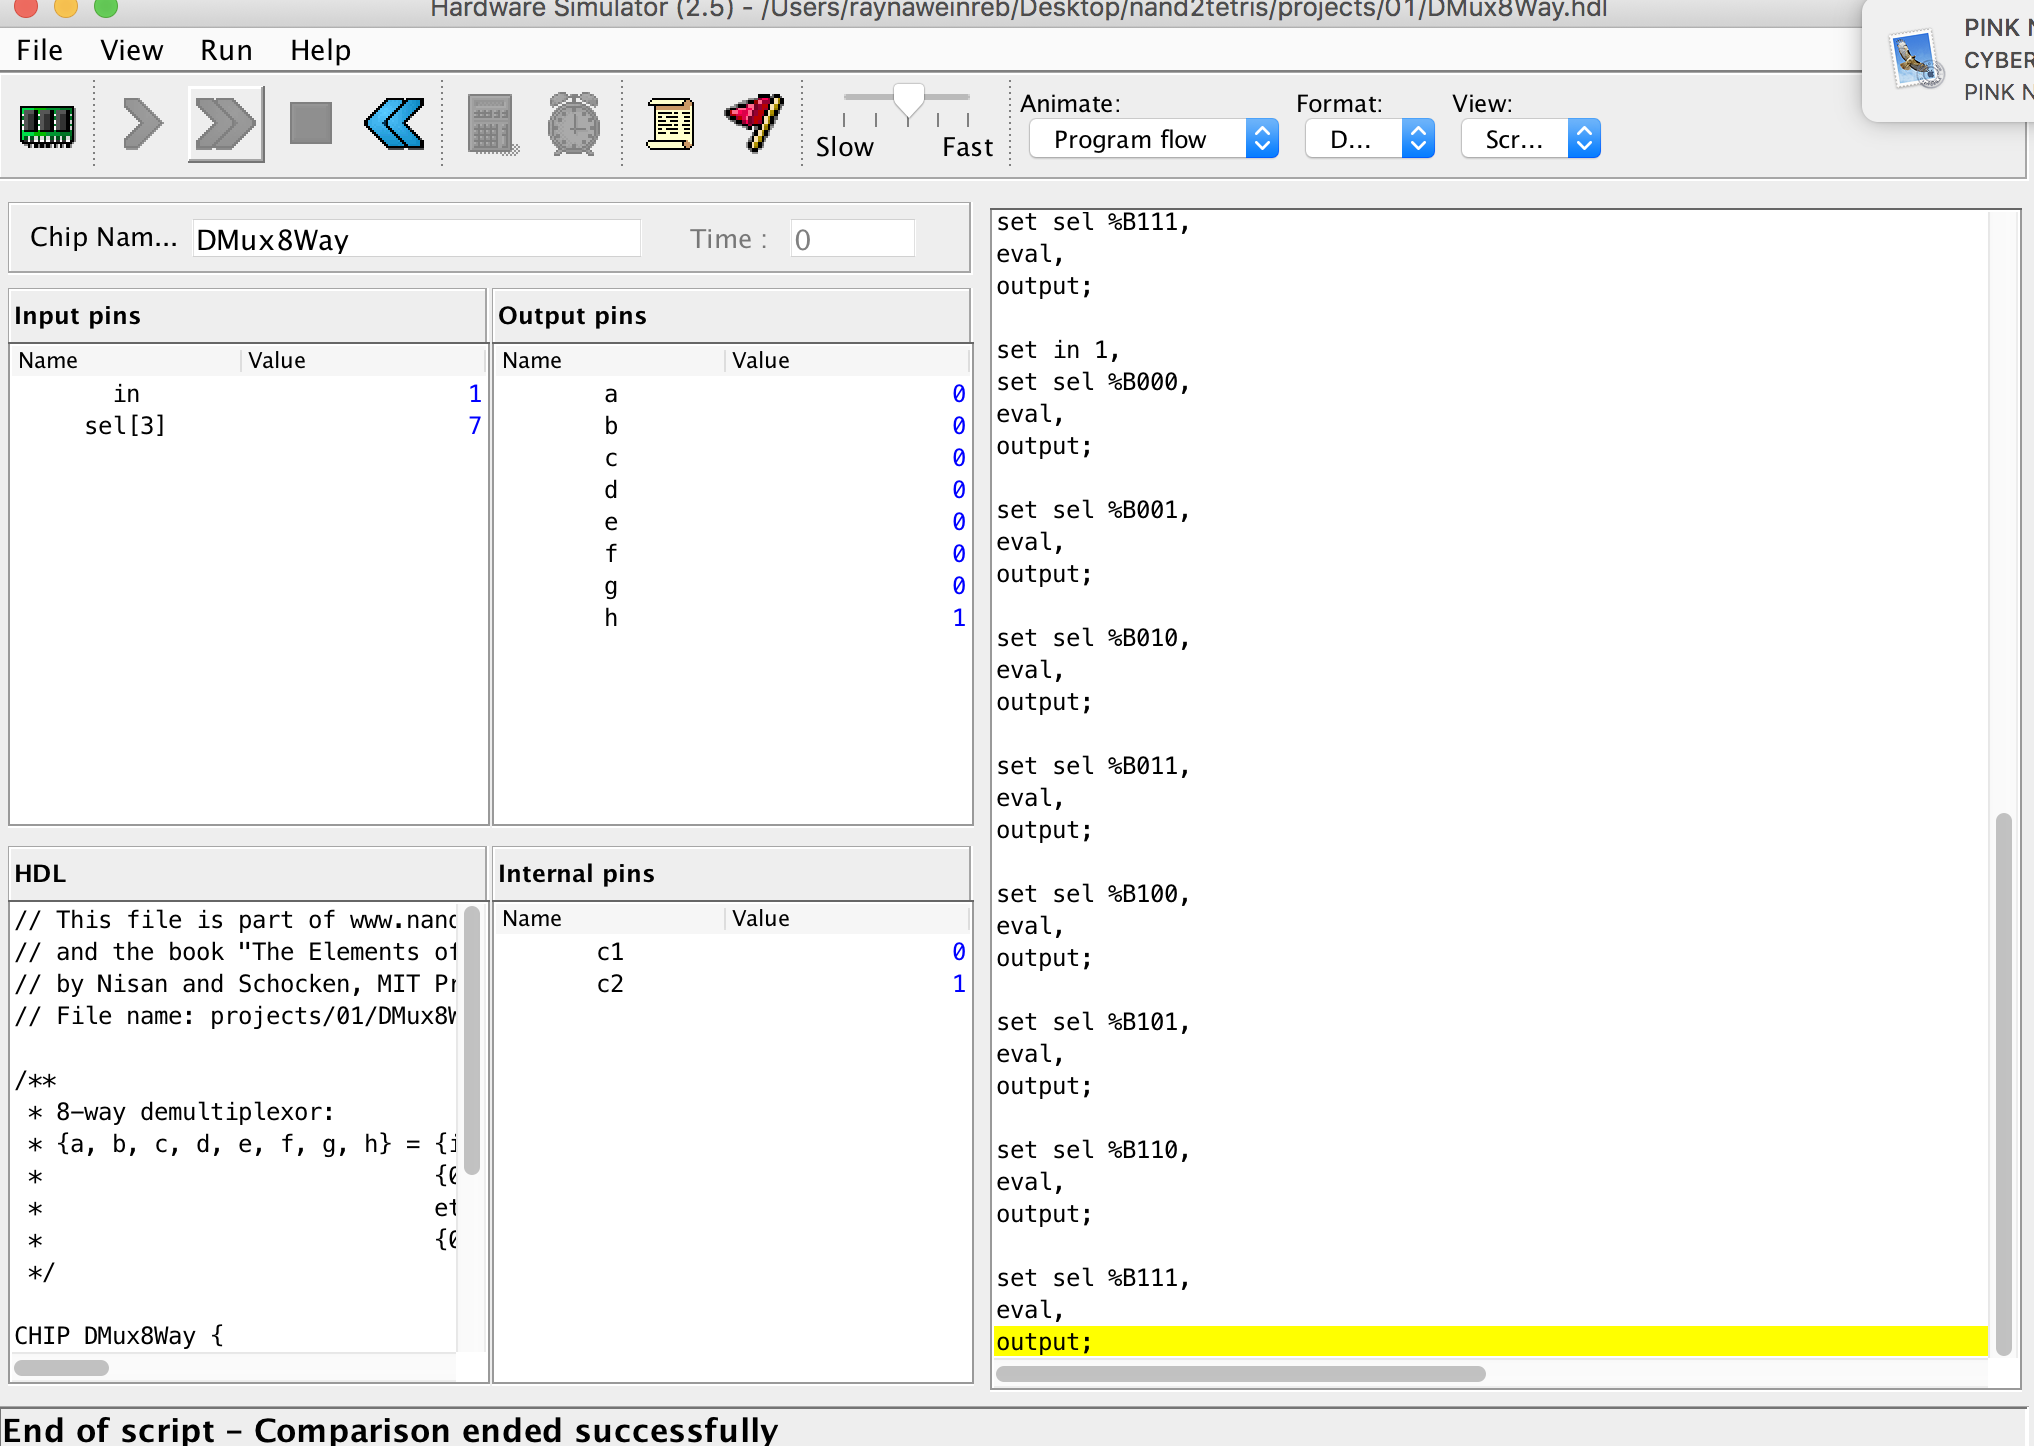 Hardware Simulator (2.5) - /Users/raynaweinreb/Desktop/nand2tetris/projects/01/DMux8Way.hdl
PINK
CYBER
PINK
File View Run Help
Slow Fast
Animate: Format: View:
Program flow D... Scr...
Chip Nam... DMux8Way Time : 0
Input pins
Name Value
in 1
sel[3] 7
Output pins
Name Value
a 0
b 0
c 0
d 0
e 0
f 0
g 0
h 1
HDL
// This file is part of www.nand
// and the book "The Elements of
// by Nisan and Schocken, MIT Pr
// File name: projects/01/DMux8W
/**
* 8-way demultiplexor:
* {a, b, c, d, e, f, g, h} = {i
* {0
* et
* {0
*/
CHIP DMux8Way {
Internal pins
Name Value
c1 0
c2 1
set sel %B111,
eval,
output;
set in 1,
set sel %B000,
eval,
output;
set sel %B001,
eval,
output;
set sel %B010,
eval,
output;
set sel %B011,
eval,
output;
set sel %B100,
eval,
output;
set sel %B101,
eval,
output;
set sel %B110,
eval,
output;
set sel %B111,
eval,
output;
End of script - Comparison ended successfully